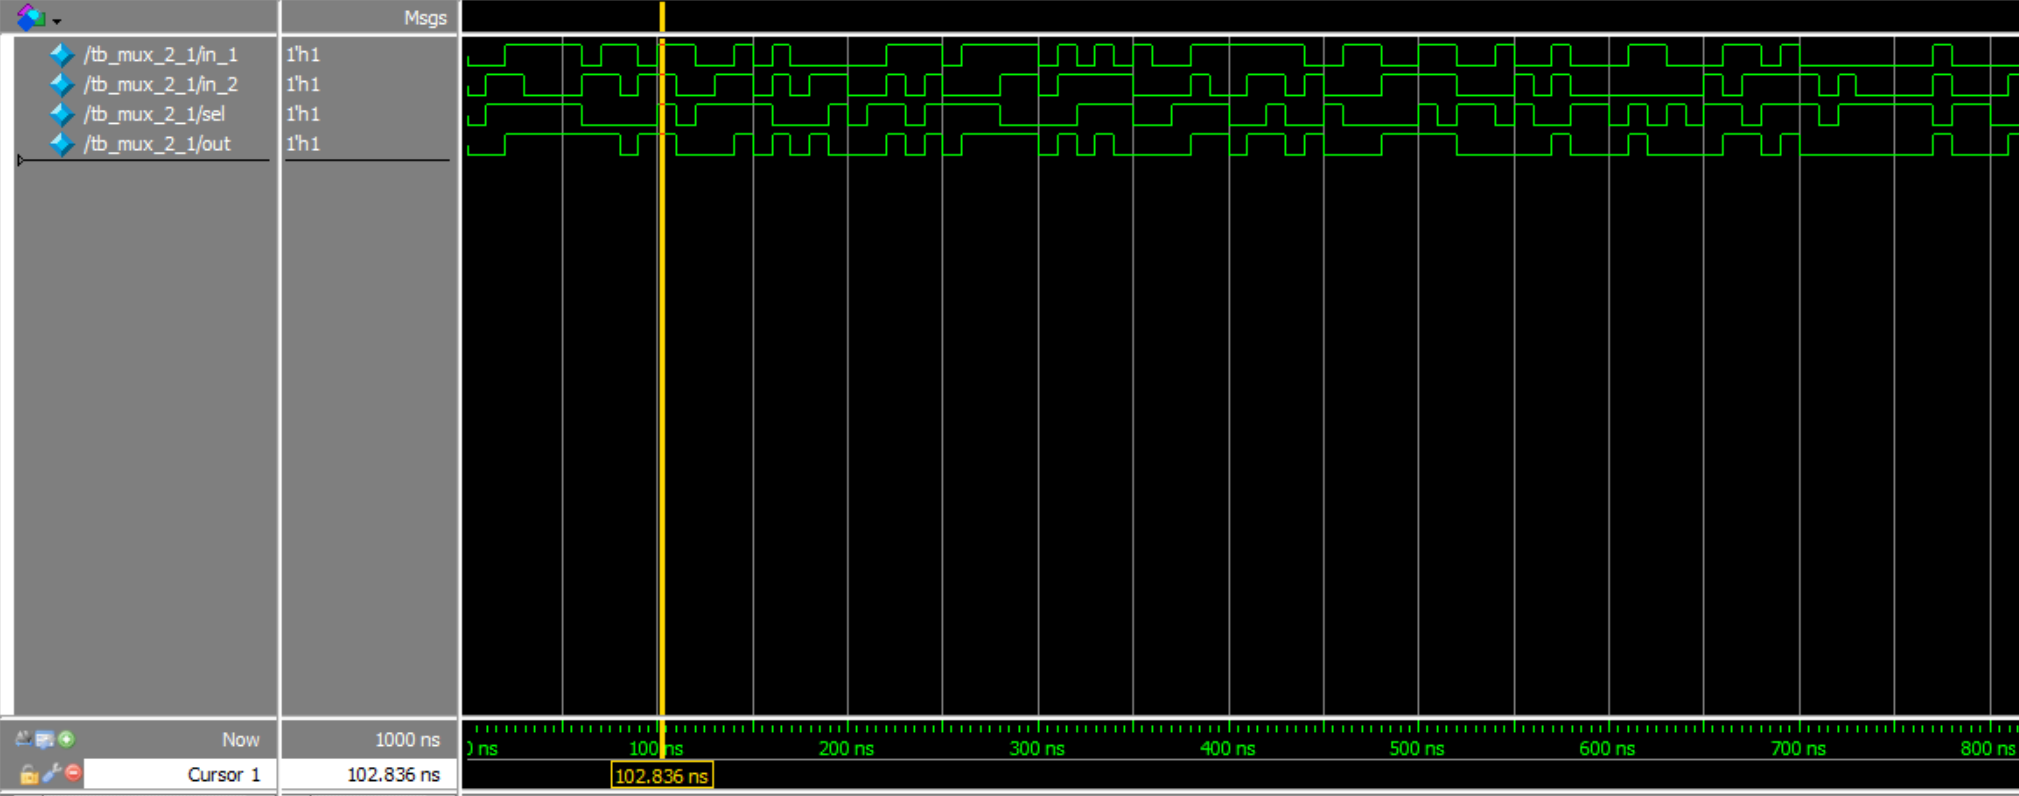 Msgs
/tb_mux_2_1/in_1 1'h1
/tb_mux_2_1/in_2 1'h1
/tb_mux_2_1/sel 1'h1
/tb_mux_2_1/out 1'h1
Now 1000 ns ns 100 ns 200 ns 300 ns 400 ns 500 ns 600 ns 700 ns 800 ns
Cursor 1 102.836 ns 102.836 ns